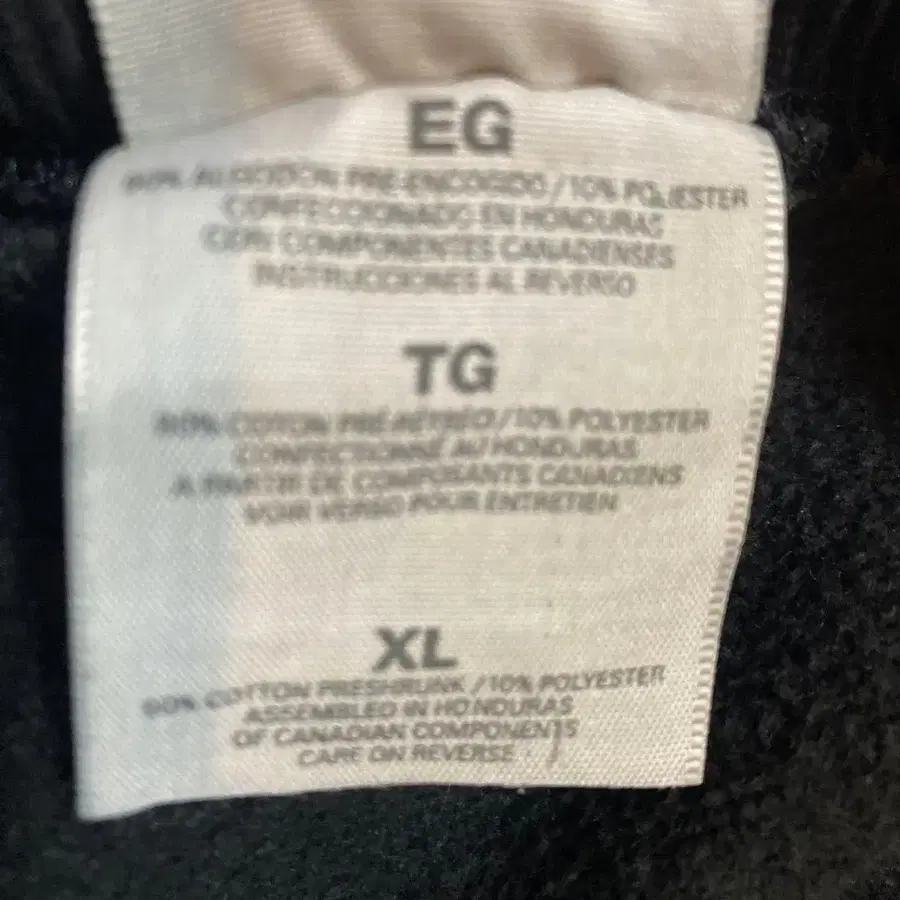 EG
90% ALGODON PRE-ENCOGIDO / 10% POLIESTER
CONFECCIONADO EN HONDURAS
CON COMPONENTES CANADIENSES
INSTRUCCIONES AL REVERSO
TG
90% COTON PRÉ-RÉTRÉCI / 10% POLYESTER
CONFECTIONNÉ AU HONDURAS
A PARTIR DE COMPOSANTS CANADIENS
VOIR VERSO POUR ENTRETIEN
XL
90% COTTON PRESHRUNK / 10% POLYESTER
ASSEMBLED IN HONDURAS
OF CANADIAN COMPONENTS
CARE ON REVERSE